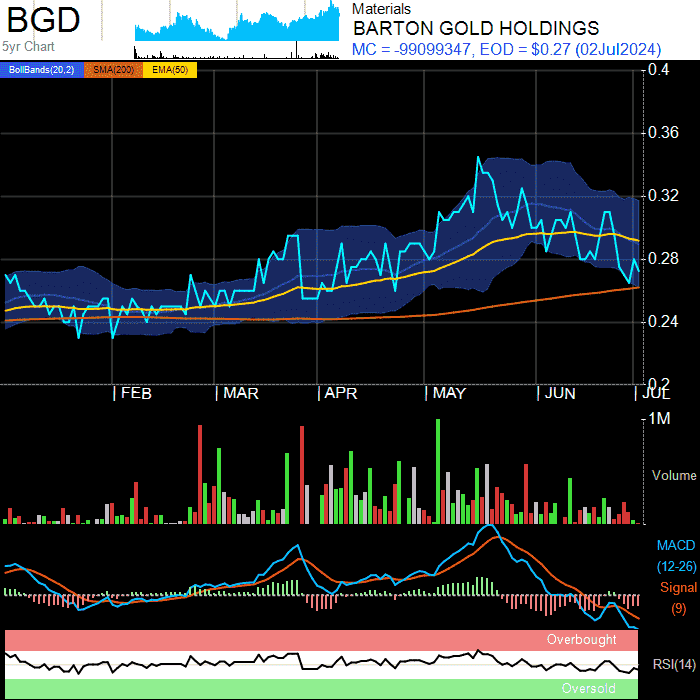 BGD
5yr Chart
Materials
BARTON GOLD HOLDINGS
MC = -99099347, EOD = $0.27 (02Jul2024)
BollBands(20,2) SMA(200) EMA(50)
0.4
0.36
0.32
0.28
0.24
0.2
| FEB | MAR | APR | MAY | JUN | JUL
1M
Volume
MACD
(12-26)
Signal
(9)
Overbought
RSI(14)
Oversold